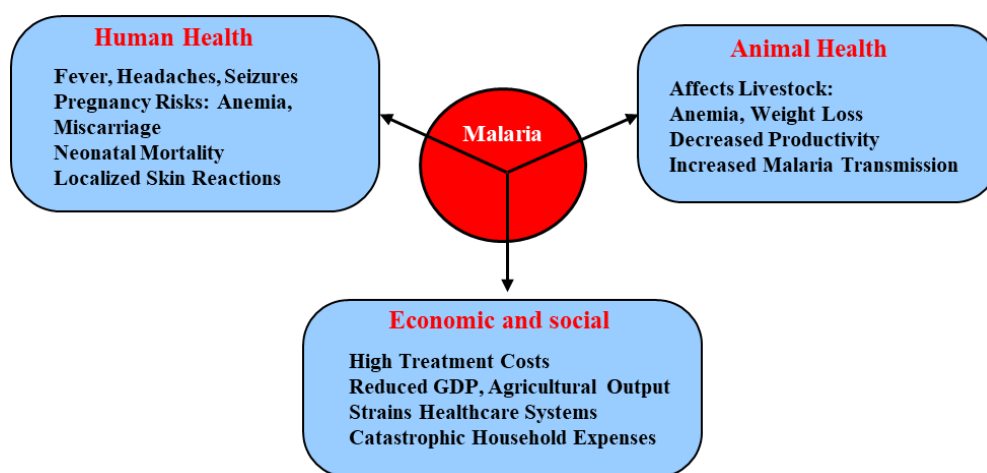 Human Health
Fever, Headaches, Seizures
Pregnancy Risks: Anemia,
Miscarriage
Neonatal Mortality
Localized Skin Reactions
Malaria
Animal Health
Affects Livestock:
Anemia, Weight Loss
Decreased Productivity
Increased Malaria Transmission
Economic and social
High Treatment Costs
Reduced GDP, Agricultural Output
Strains Healthcare Systems
Catastrophic Household Expenses